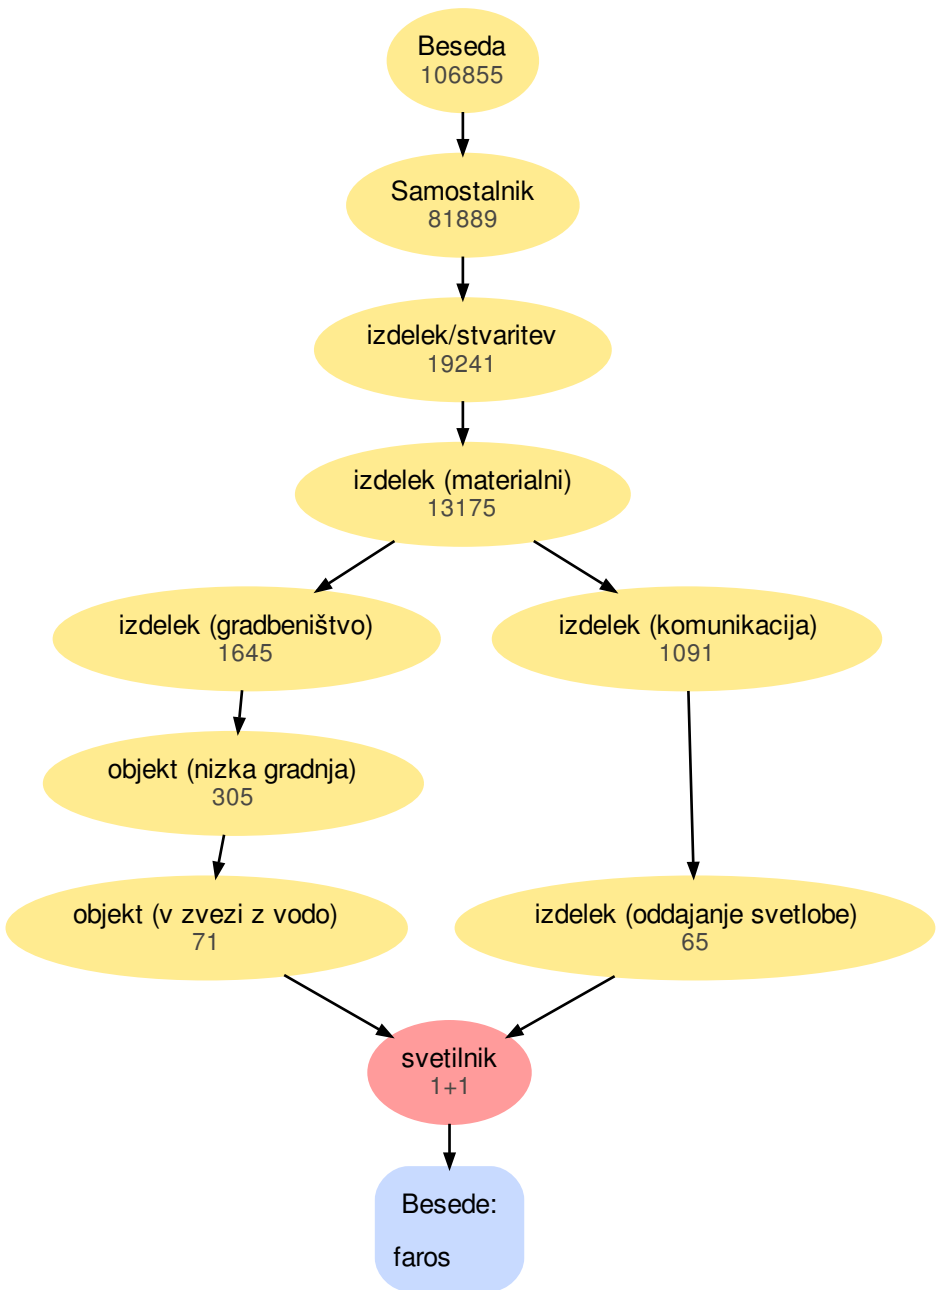 Beseda
106855
Samostalnik
81889
izdelek/stvaritev
19241
izdelek (materialni)
13175
izdelek (gradbeništvo)
1645
izdelek (komunikacija)
1091
objekt (nizka gradnja)
305
objekt (v zvezi z vodo)
71
izdelek (oddajanje svetlobe)
65
svetilnik
1+1
Besede:
faros